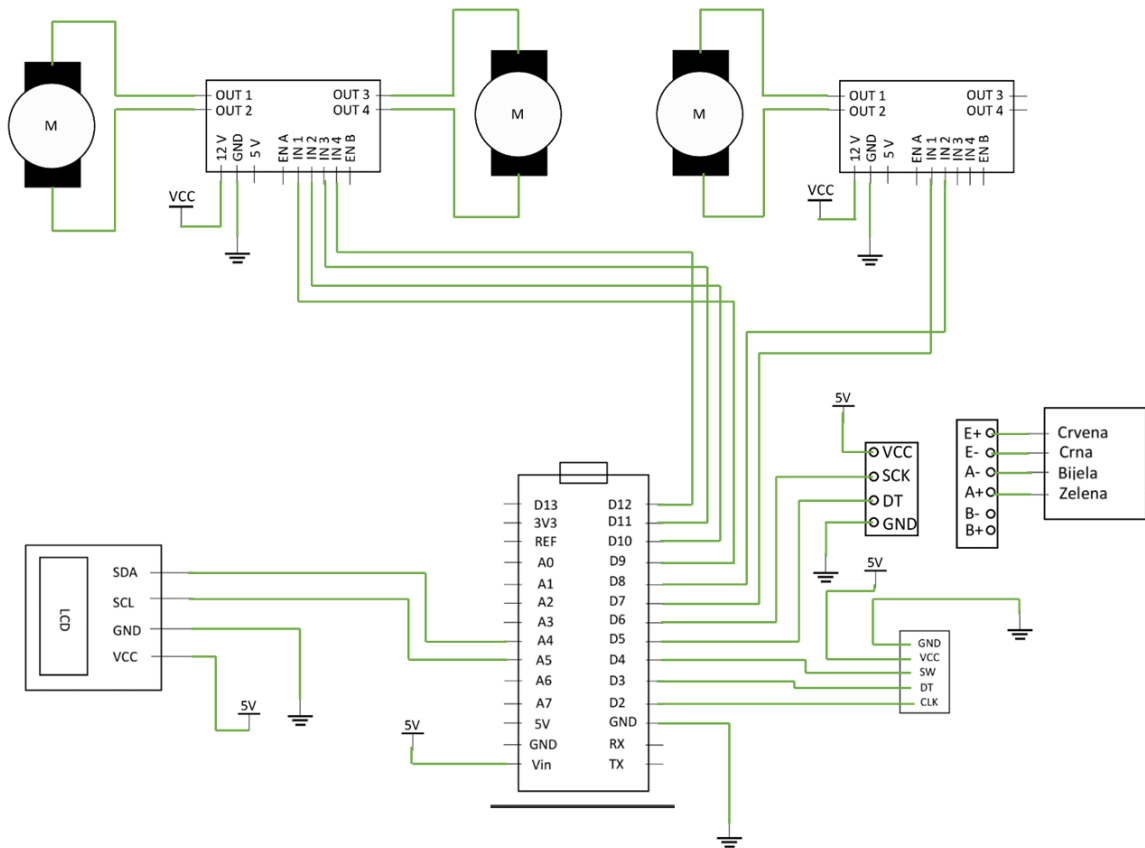 M
OUT 1
OUT 2
OUT 3
OUT 4
12 V
GND
5 V
EN A
IN 1
IN 2
IN 3
IN 4
EN B
VCC
M
M
OUT 1
OUT 2
OUT 3
OUT 4
12 V
GND
5 V
EN A
IN 1
IN 2
IN 3
IN 4
EN B
VCC
5V
VCC
SCK
DT
GND
E+
E-
A-
A+
B-
B+
Crvena
Crna
Bijela
Zelena
D13
3V3
REF
A0
A1
A2
A3
A4
A5
A6
A7
5V
GND
Vin
D12
D11
D10
D9
D8
D7
D6
D5
D4
D3
D2
GND
RX
TX
LCD
SDA
SCL
GND
VCC
5V
5V
5V
GND
VCC
SW
DT
CLK